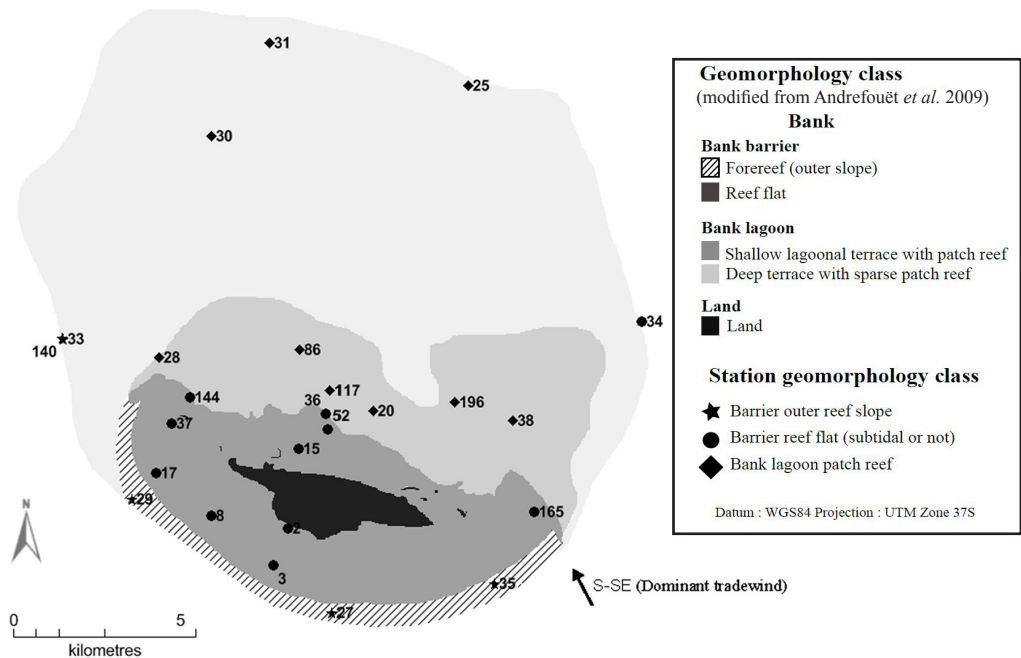 31
25
30
34
33
140
28
86
117
36
52
20
196
38
144
37
15
17
29
8
2
165
3
35
27
S-SE (Dominant tradewind)
N
0 5
kilometres
Geomorphology class
(modified from Andrefouët et al. 2009)
Bank
Bank barrier
Forereef (outer slope)
Reef flat
Bank lagoon
Shallow lagoonal terrace with patch reef
Deep terrace with sparse patch reef
Land
Land
Station geomorphology class
Barrier outer reef slope
Barrier reef flat (subtidal or not)
Bank lagoon patch reef
Datum : WGS84 Projection : UTM Zone 37S